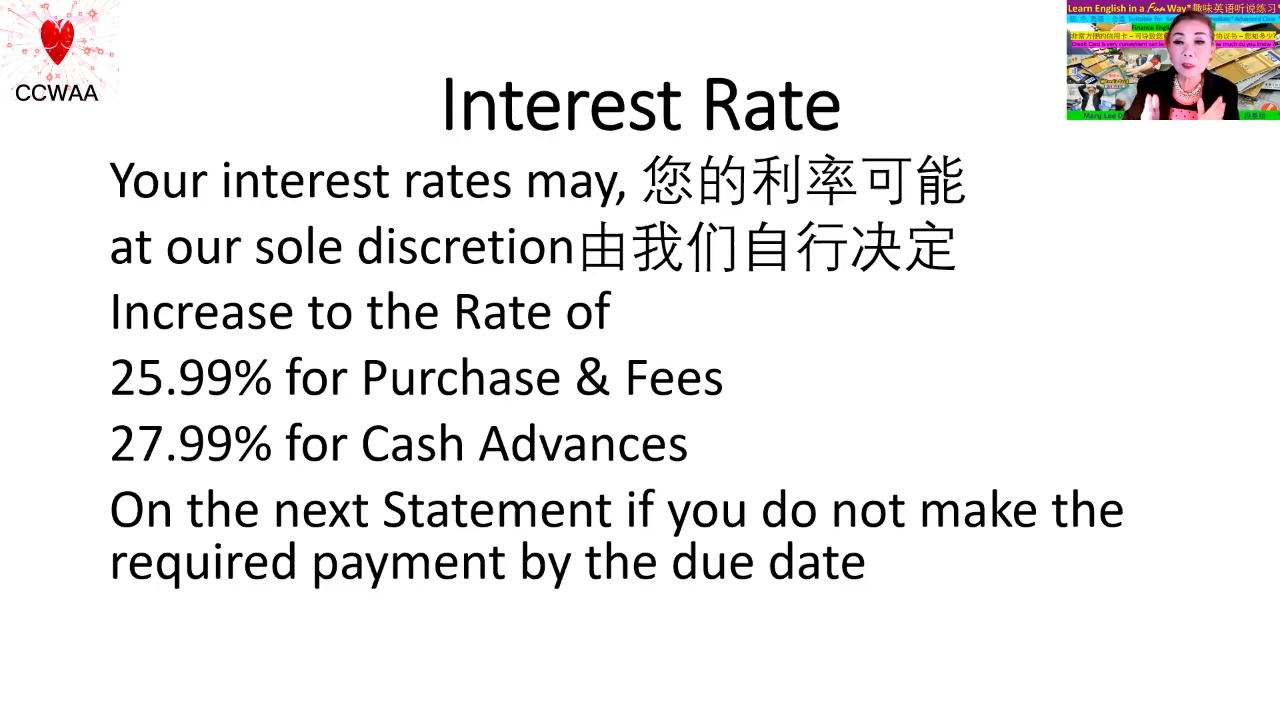 CCWAA
Learn English in a Fun Way*趣味英语听说练习*
Interest Rate
Your interest rates may, 您的利率可能
at our sole discretion由我们自行决定
Increase to the Rate of
25.99% for Purchase & Fees
27.99% for Cash Advances
On the next Statement if you do not make the
required payment by the due date